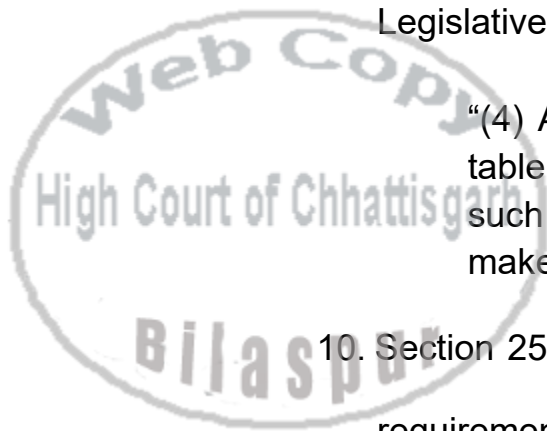 Legislative
Web Copy
“(4) A
table
High Court of Chhattisgarh
such
make
Bilaspur
10. Section 25
requiremen